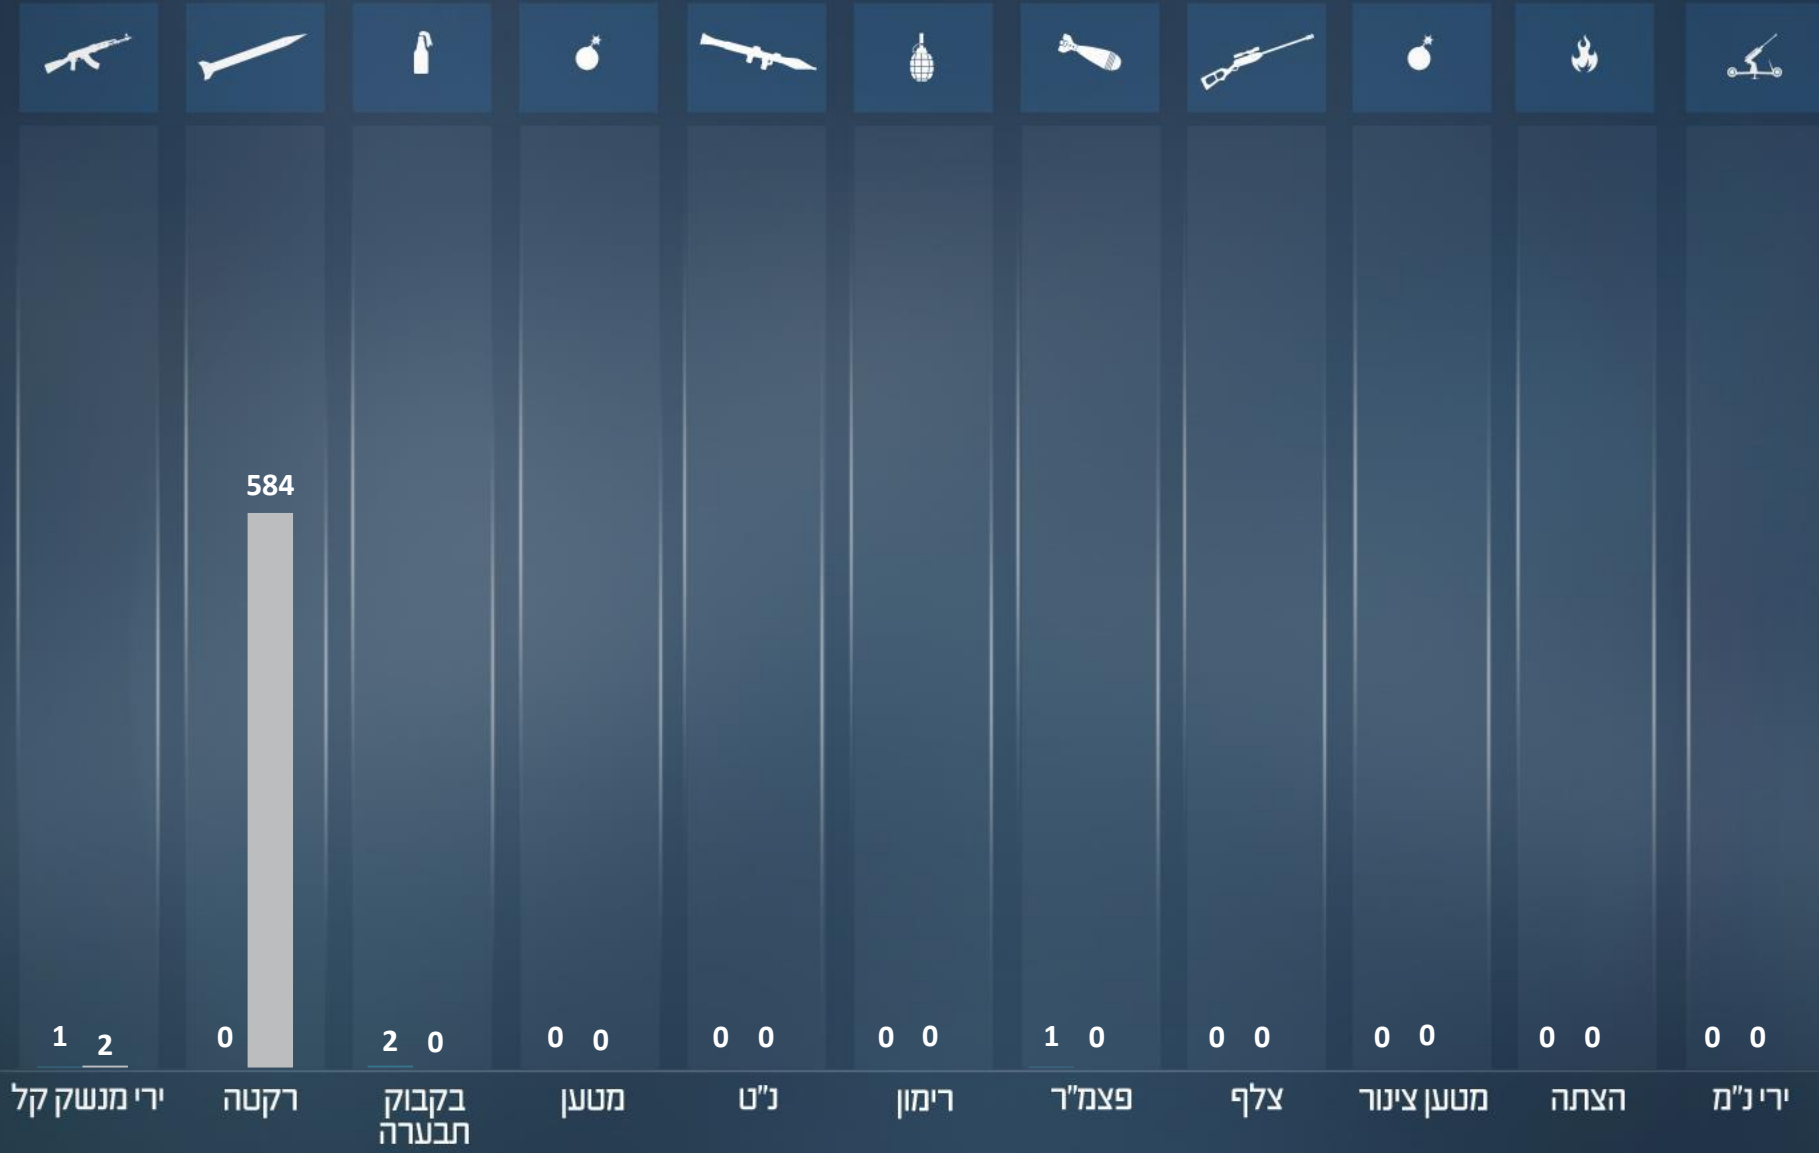 584
1 2
0
2 0
0 0
0 0
0 0
1 0
0 0
0 0
0 0
0 0
ירי מנשק קל
רקטה
בקבוק
תבערה
מטען
נ"ט
רימון
פצמ"ר
צלף
מטען צינור
הצתה
ירי נ"מ